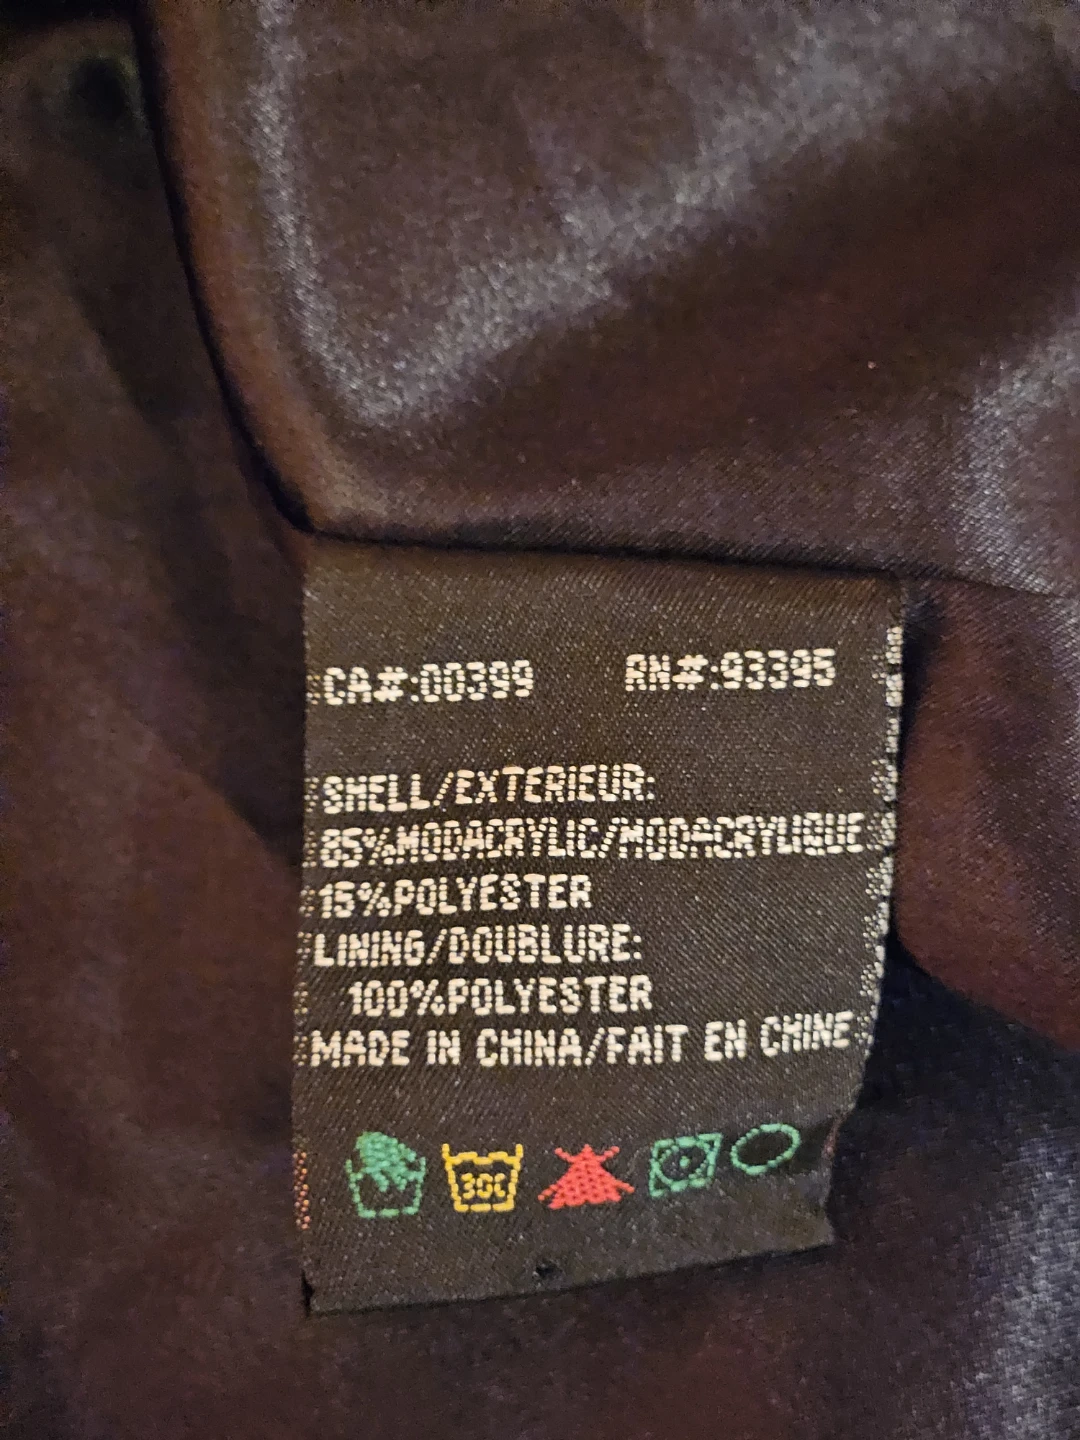 CA#:00399 RN#:93395
SHELL/EXTERIEUR:
85%MODACRYLIC/MODACRYLIQUE
15%POLYESTER
LINING/DOUBLURE:
100%POLYESTER
MADE IN CHINA/FAIT EN CHINE
30C